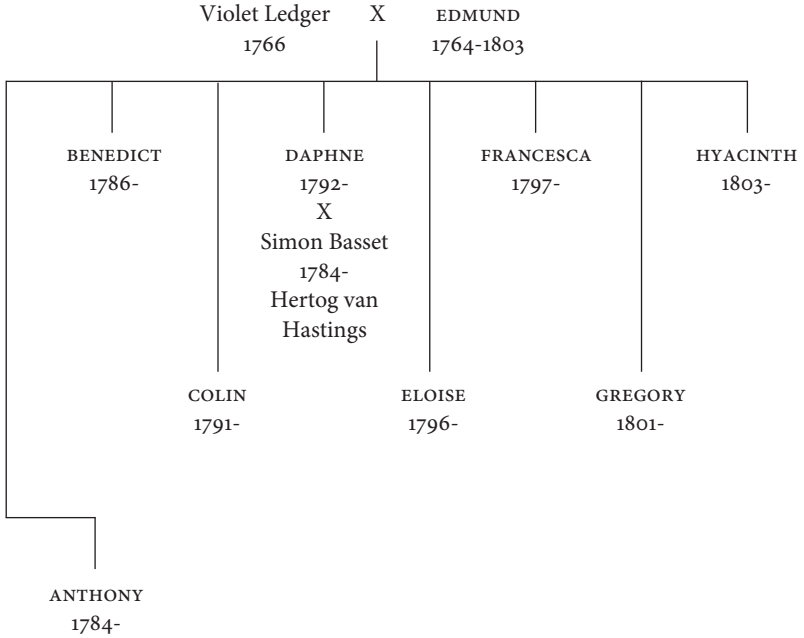 Violet Ledger X EDMUND
1766 1764-1803
BENEDICT DAPHNE FRANCESCA HYACINTH
1786- 1792- 1797- 1803-
X
Simon Basset
1784-
Hertog van
Hastings
COLIN ELOISE GREGORY
1791- 1796- 1801-
ANTHONY
1784-